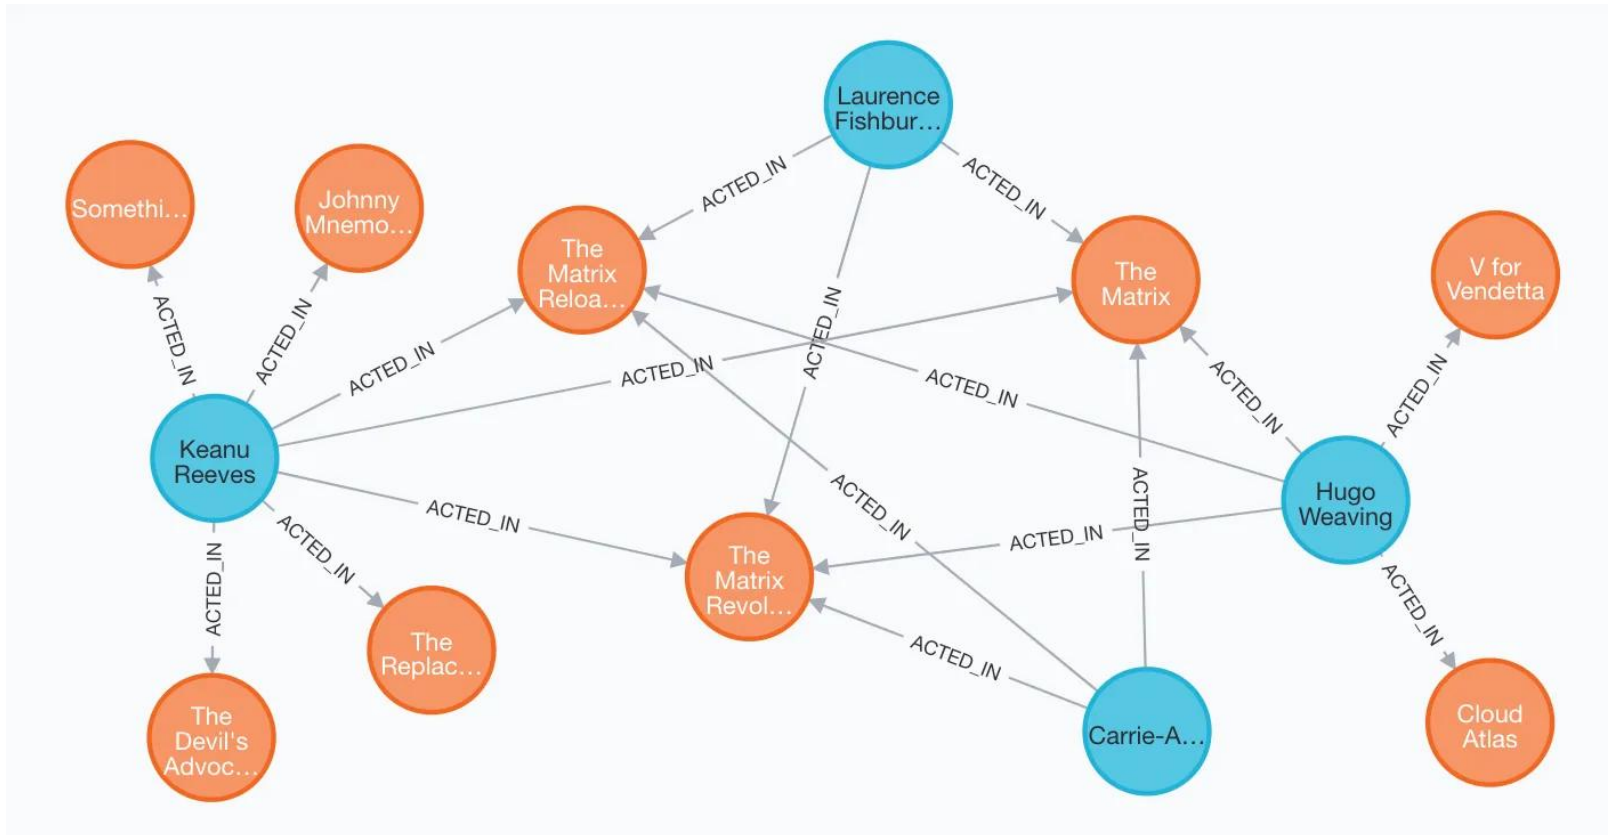 Laurence
Fishbur...
ACTED_IN
ACTED_IN
ACTED_IN
Somethi...
Johnny
Mnemo...
The
Matrix
Reloa...
The
Matrix
V for
Vendetta
ACTED_IN
ACTED_IN
ACTED_IN
ACTED_IN
ACTED_IN
ACTED_IN
ACTED_IN
Keanu
Reeves
Hugo
Weaving
ACTED_IN
ACTED_IN
ACTED_IN
ACTED_IN
ACTED_IN
ACTED_IN
ACTED_IN
ACTED_IN
The
Matrix
Revol...
ACTED_IN
The
Replac...
The
Devil's
Advoc...
Carrie-A...
Cloud
Atlas